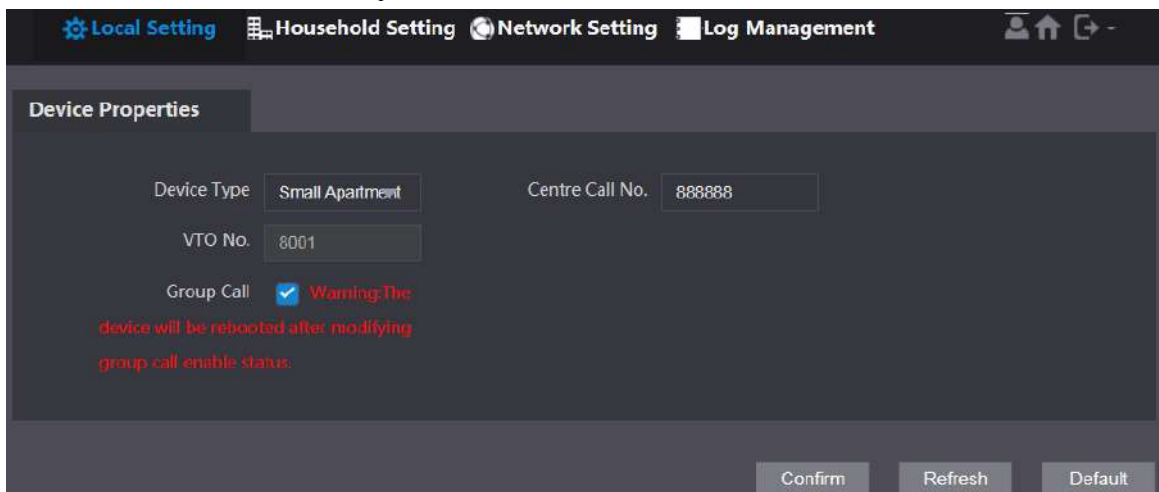 Local Setting Household Setting Network Setting Log Management
Device Properties
Device Type Small Apartment Centre Call No. 888888
VTO No. 8001
Group Call Warning:The
device will be rebooted after modifying
group call enable status.
Confirm Refresh Default